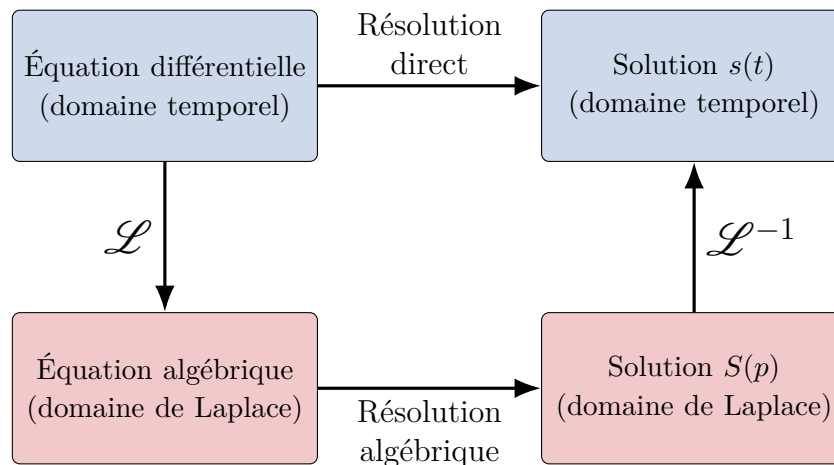 Équation différentielle
(domaine temporel)
Résolution
direct
Solution s(t)
(domaine temporel)
ℒ
ℒ⁻¹
Équation algébrique
(domaine de Laplace)
Résolution
algébrique
Solution S(p)
(domaine de Laplace)